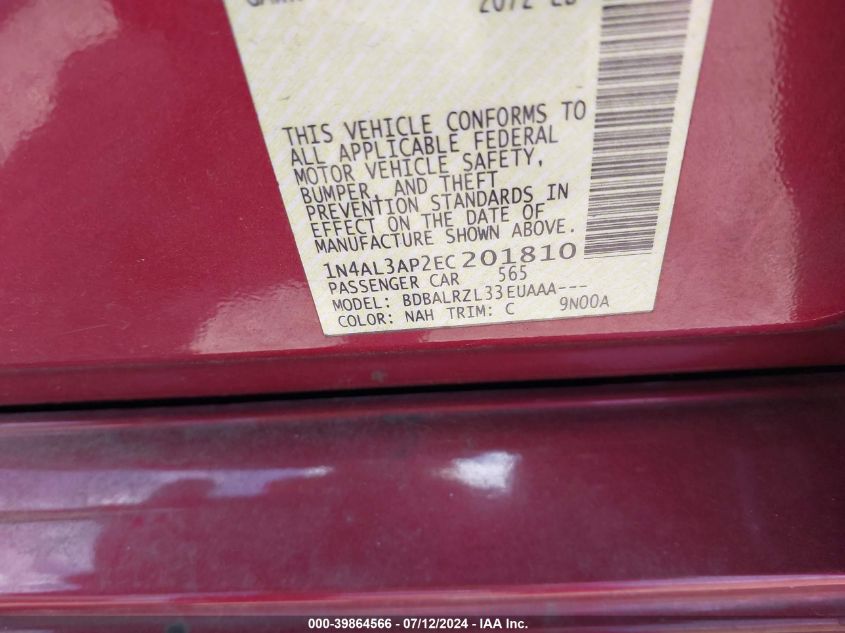 THIS VEHICLE CONFORMS TO
ALL APPLICABLE FEDERAL
MOTOR VEHICLE SAFETY,
BUMPER, AND THEFT
PREVENTION STANDARDS IN
EFFECT ON THE DATE OF
MANUFACTURE SHOWN ABOVE.
1N4AL3AP2EC201810
PASSENGER CAR 565
MODEL: BDBALRZL33EUAAA---
COLOR: NAH TRIM: C 9N00A
000-39864566 - 07/12/2024 - IAA Inc.